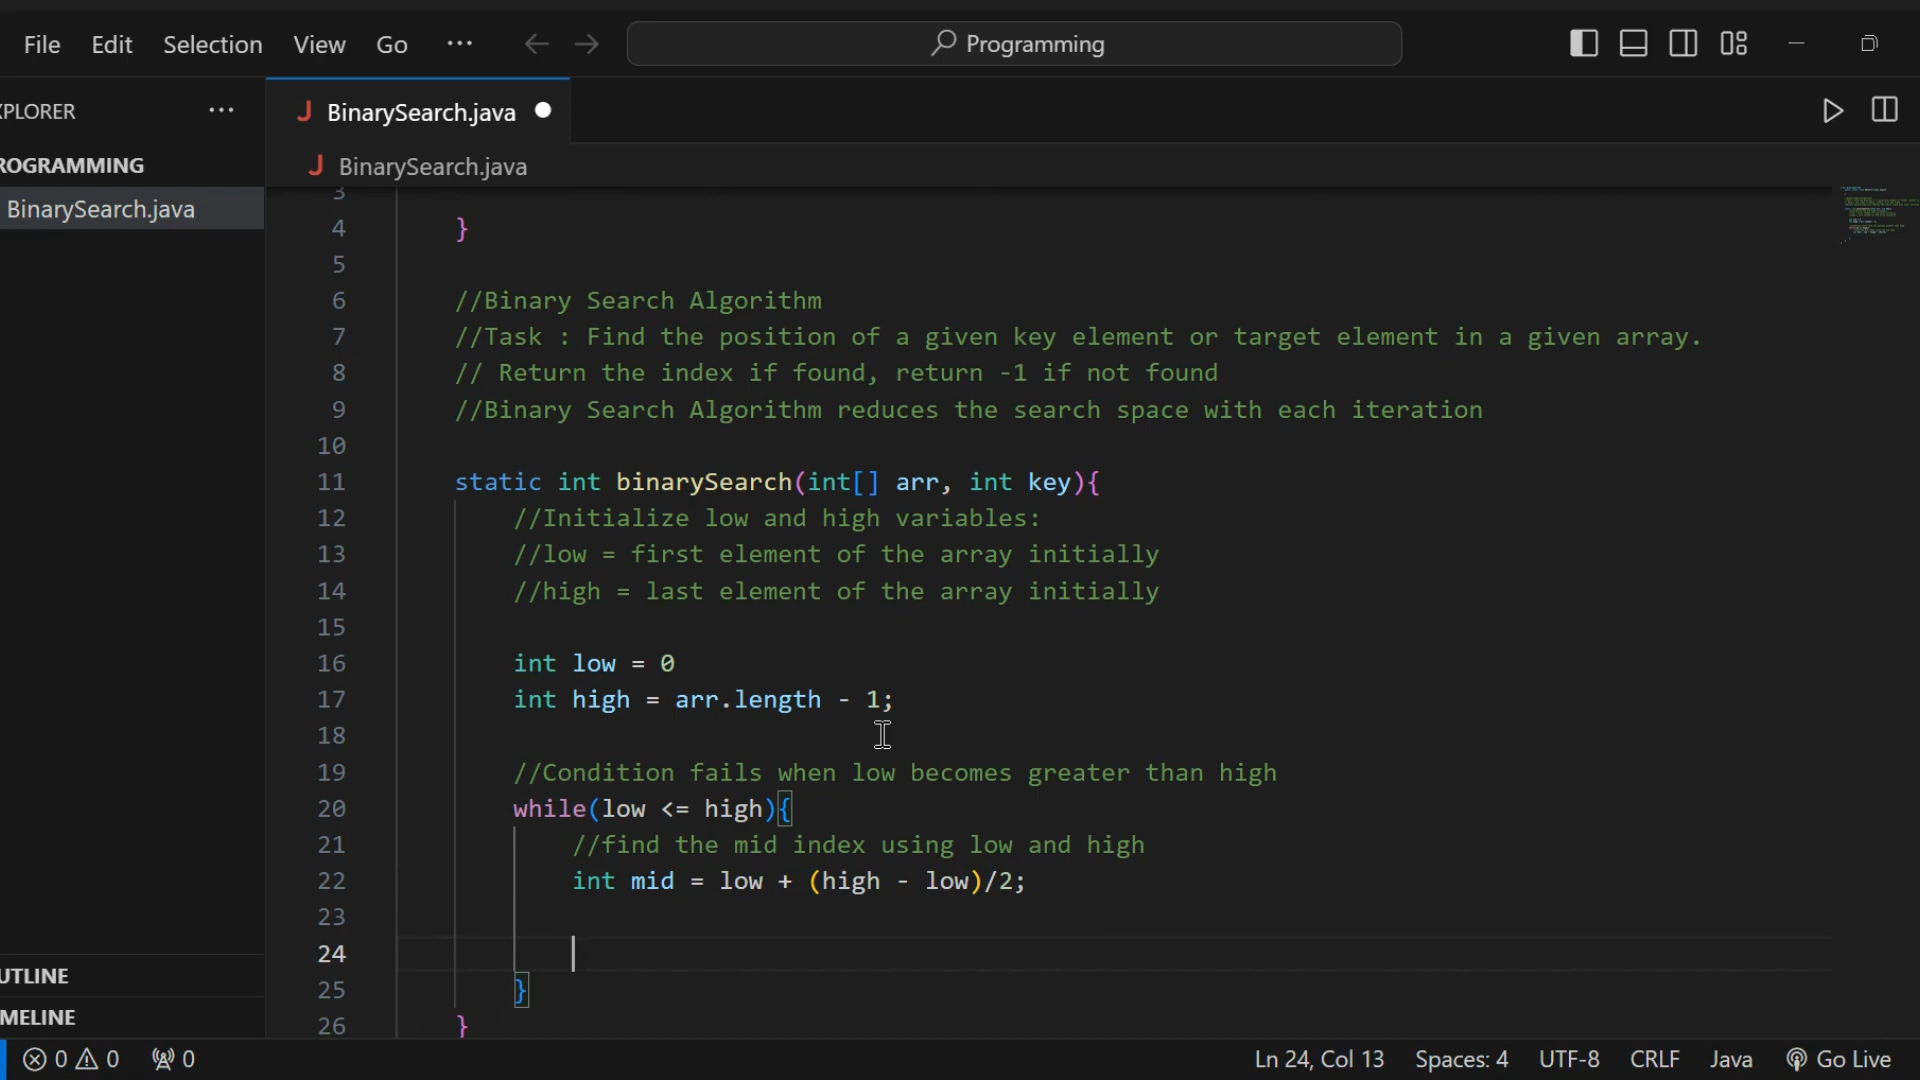 File Edit Selection View Go ··· Programming
XPLORER ··· J BinarySearch.java
ROGRAMMING J BinarySearch.java
BinarySearch.java
3
4 }
5
6 //Binary Search Algorithm
7 //Task : Find the position of a given key element or target element in a given array.
8 // Return the index if found, return -1 if not found
9 //Binary Search Algorithm reduces the search space with each iteration
10
11 static int binarySearch(int[] arr, int key){
12 //Initialize low and high variables:
13 //low = first element of the array initially
14 //high = last element of the array initially
15
16 int low = 0
17 int high = arr.length - 1;
18
19 //Condition fails when low becomes greater than high
20 while(low <= high){
21 //find the mid index using low and high
22 int mid = low + (high - low)/2;
23
24
25 }
26 }
UTLINE
MELINE
0 0 0 Ln 24, Col 13 Spaces: 4 UTF-8 CRLF Java Go Live